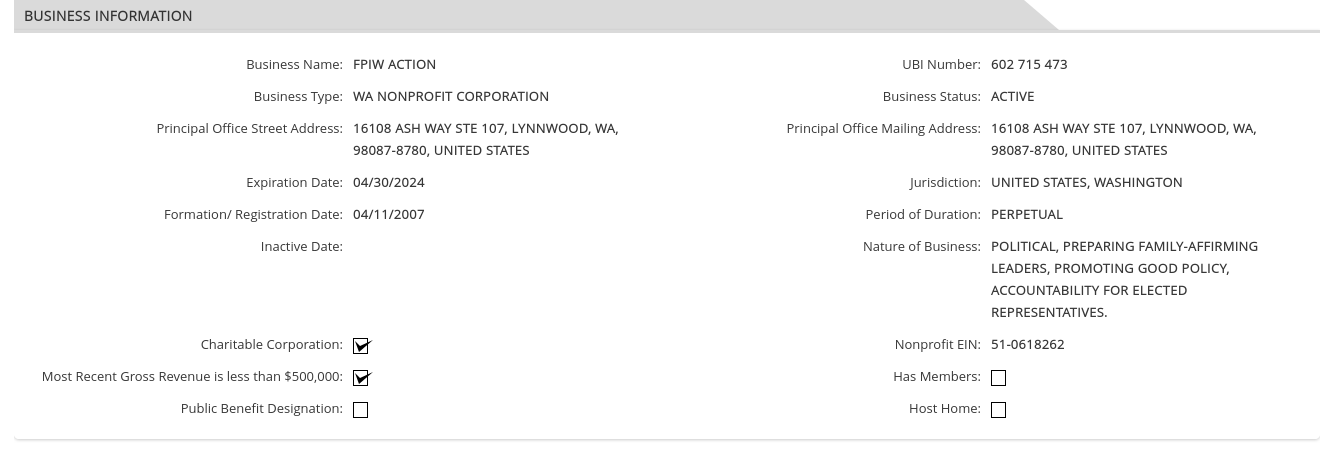 BUSINESS INFORMATION
Business Name: FPIW ACTION
UBI Number: 602 715 473
Business Type: WA NONPROFIT CORPORATION
Business Status: ACTIVE
Principal Office Street Address: 16108 ASH WAY STE 107, LYNNWOOD, WA,
98087-8780, UNITED STATES
Principal Office Mailing Address: 16108 ASH WAY STE 107, LYNNWOOD, WA,
98087-8780, UNITED STATES
Expiration Date: 04/30/2024
Jurisdiction: UNITED STATES, WASHINGTON
Formation/ Registration Date: 04/11/2007
Period of Duration: PERPETUAL
Inactive Date:
Nature of Business: POLITICAL, PREPARING FAMILY-AFFIRMING
LEADERS, PROMOTING GOOD POLICY,
ACCOUNTABILITY FOR ELECTED
REPRESENTATIVES.
Charitable Corporation:
Nonprofit EIN: 51-0618262
Most Recent Gross Revenue is less than $500,000:
Has Members:
Public Benefit Designation:
Host Home: